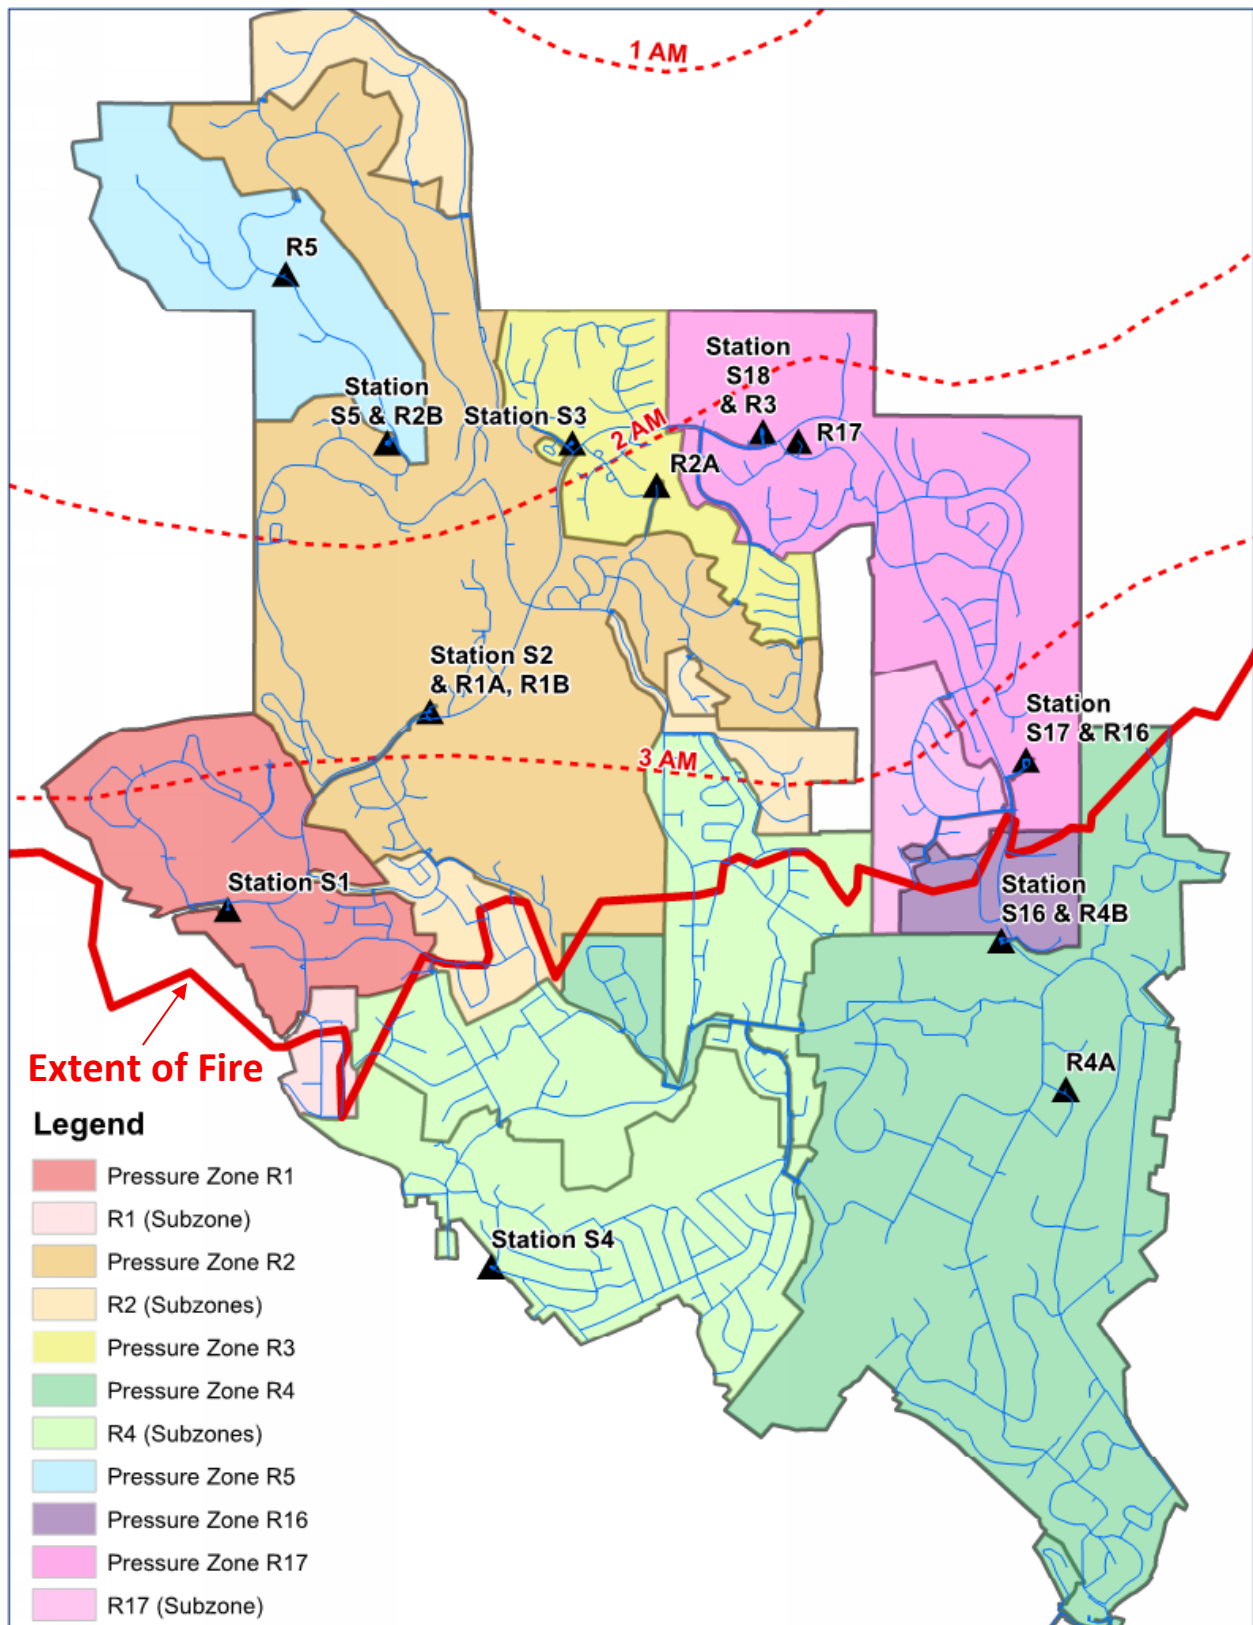 1 AM
R5
Station
S18
& R3
Station
S5 & R2B
Station S3
2 AM
R17
R2A
Station S2
& R1A, R1B
Station
S17 & R16
3 AM
Station S1
Station
S16 & R4B
Extent of Fire
R4A
Station S4
Legend
Pressure Zone R1
R1 (Subzone)
Pressure Zone R2
R2 (Subzones)
Pressure Zone R3
Pressure Zone R4
R4 (Subzones)
Pressure Zone R5
Pressure Zone R16
Pressure Zone R17
R17 (Subzone)